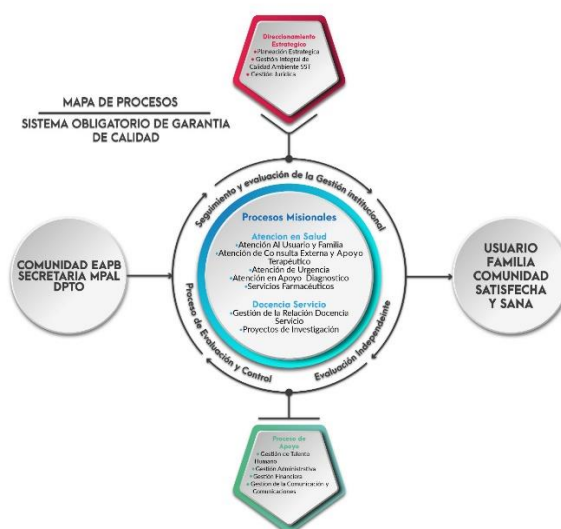 Direccionamiento
Estrategico
Planeación Estrategica
Gestión Integral de
Calidad Ambiente SST
Gestión Jurídica
MAPA DE PROCESOS
SISTEMA OBLIGATORIO DE GARANTIA
DE CALIDAD
Seguimiento y evaluación de la Gestión institucional
Procesos Misionales
Atencion en Salud
Atención Al Usuario y Familia
Atención de Consulta Externa y Apoyo
Terapéutico
Atención de Urgencia
Atención en Apoyo Diagnostico
Servicios Farmacéuticos
Docencia Servicio
Gestión de la Relación Docencia
Servicio
Proyectos de Investigación
COMUNIDAD EAPB
SECRETARIA MPAL
DPTO
USUARIO
FAMILIA
COMUNIDAD
SATISFECHA
Y SANA
Proceso de Evaluación y Control
Evaluación Independeinte
Proceso de
Apoyo
Gestión de Talento
Humano
Gestión Administrativa
Gestión Financiera
Gestion de la Comunicación y
Comunicaciones